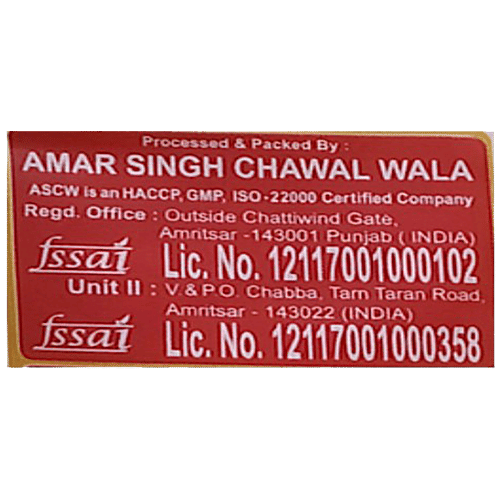 Processed & Packed By :
AMAR SINGH CHAWAL WALA
ASCW is an HACCP, GMP, ISO-22000 Certified Company
Regd. Office : Outside Chattiwind Gate,
Amritsar -143001 Punjab ( INDIA)
fssai Lic. No. 12117001000102
Unit II : V.& P.O. Chabba, Tarn Taran Road,
Amritsar - 143022 (INDIA)
fssai Lic. No. 12117001000358